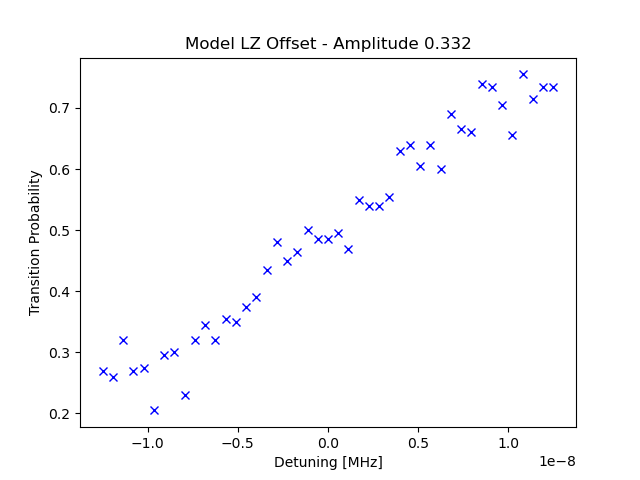 Model LZ Offset - Amplitude 0.332
Transition Probability
0.7
0.6
0.5
0.4
0.3
0.2
−1.0 −0.5 0.0 0.5 1.0
1e−8
Detuning [MHz]